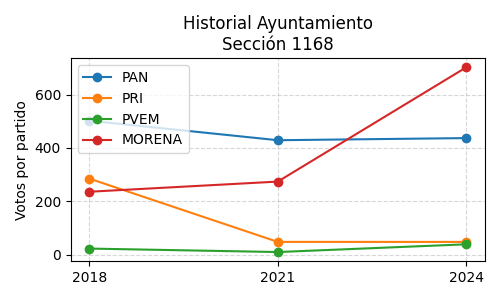 Historial Ayuntamiento
Sección 1168
Votos por partido
600
400
200
0
PAN
PRI
PVEM
MORENA
2018
2021
2024